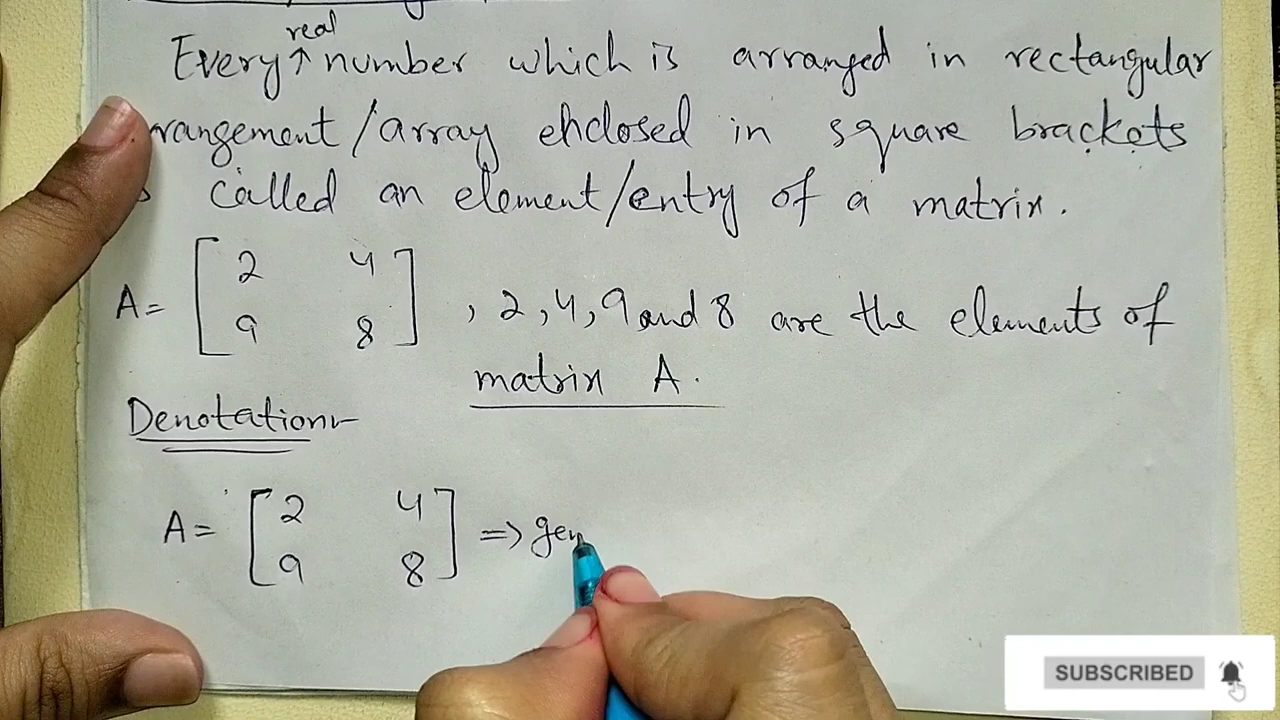 real
Every ↑ number which is arranged in rectangular
rrangement/array enclosed in square brackets
s called an element/entry of a matrix.
A = [ 2 4
9 8 ] , 2, 4, 9 and 8 are the elements of
matrix A.
Denotation:-
A = [ 2 4
9 8 ] => gen
SUBSCRIBED